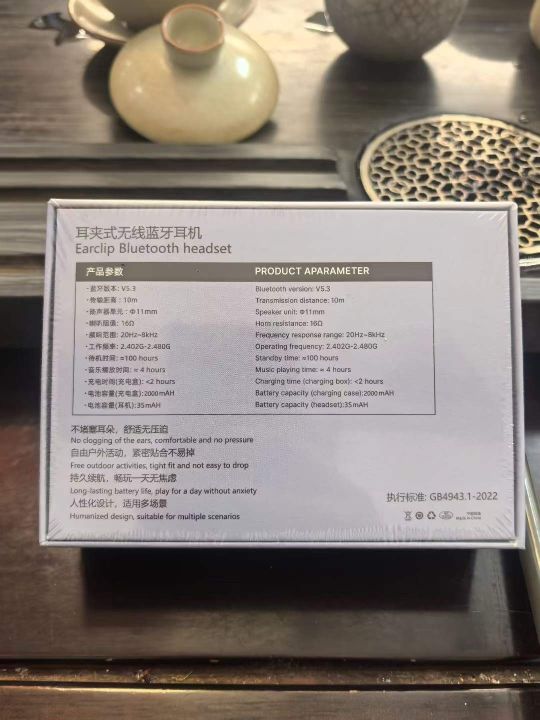 耳夹式无线蓝牙耳机
Earclip Bluetooth headset
产品参数 PRODUCT APARAMETER
·蓝牙版本: V5.3 Bluetooth version: V5.3
·传输距离: 10m Transmission distance: 10m
·扬声器单元: Φ11mm Speaker unit: Φ11mm
·喇叭阻值: 16Ω Horn resistance: 16Ω
·频响范围: 20Hz~8kHz Frequency response range: 20Hz~8kHz
·工作频率: 2.402G-2.480G Operating frequency: 2.402G-2.480G
·待机时间: ≈100 hours Standby time: ≈100 hours
·音乐播放时间: ≈ 4 hours Music playing time: ≈ 4 hours
·充电时间(充电盒): <2 hours Charging time (charging box): <2 hours
·电池容量(充电盒): 2000mAH Battery capacity (charging case): 2000mAH
·电池容量(耳机): 35mAH Battery capacity (headset): 35mAH
不堵塞耳朵，舒适无压迫
No clogging of the ears, comfortable and no pressure
自由户外活动，紧密贴合不易掉
Free outdoor activities, tight fit and not easy to drop
持久续航，畅玩一天无焦虑
Long-lasting battery life, play for a day without anxiety
人性化设计，适用多场景
Humanized design, suitable for multiple scenarios
执行标准: GB4943.1-2022
中国制造
Made In China